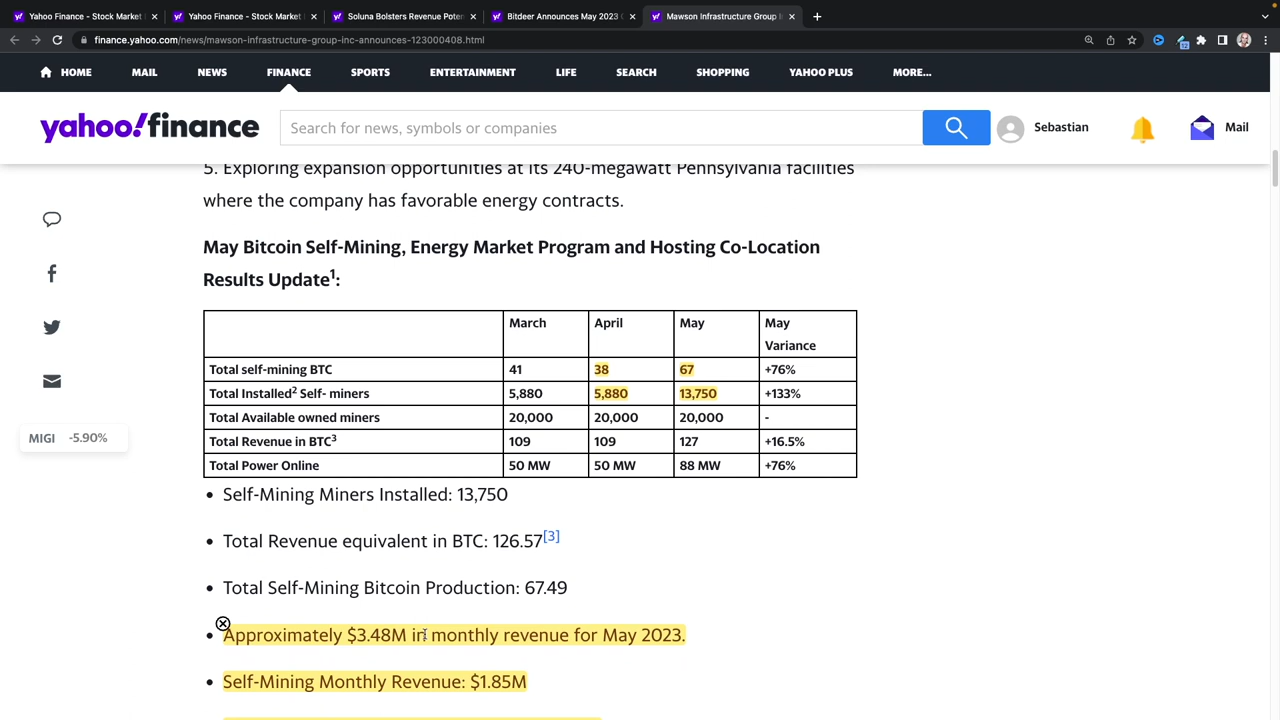 Yahoo Finance - Stock Market
Yahoo Finance - Stock Market
Soluna Bolsters Revenue Poten
Bitdeer Announces May 2023 O
Mawson Infrastructure Group I
finance.yahoo.com/news/mawson-infrastructure-group-inc-announces-123000408.html
HOME MAIL NEWS FINANCE SPORTS ENTERTAINMENT LIFE SEARCH SHOPPING YAHOO PLUS MORE...
yahoo!finance
Search for news, symbols or companies
Sebastian
Mail
5. Exploring expansion opportunities at its 240-megawatt Pennsylvania facilities
where the company has favorable energy contracts.
May Bitcoin Self-Mining, Energy Market Program and Hosting Co-Location
Results Update1:
March April May May
Variance
Total self-mining BTC 41 38 67 +76%
Total Installed2 Self- miners 5,880 5,880 13,750 +133%
Total Available owned miners 20,000 20,000 20,000 -
Total Revenue in BTC3 109 109 127 +16.5%
Total Power Online 50 MW 50 MW 88 MW +76%
MIGI -5.90%
• Self-Mining Miners Installed: 13,750
• Total Revenue equivalent in BTC: 126.57[3]
• Total Self-Mining Bitcoin Production: 67.49
• Approximately $3.48M in monthly revenue for May 2023.
• Self-Mining Monthly Revenue: $1.85M